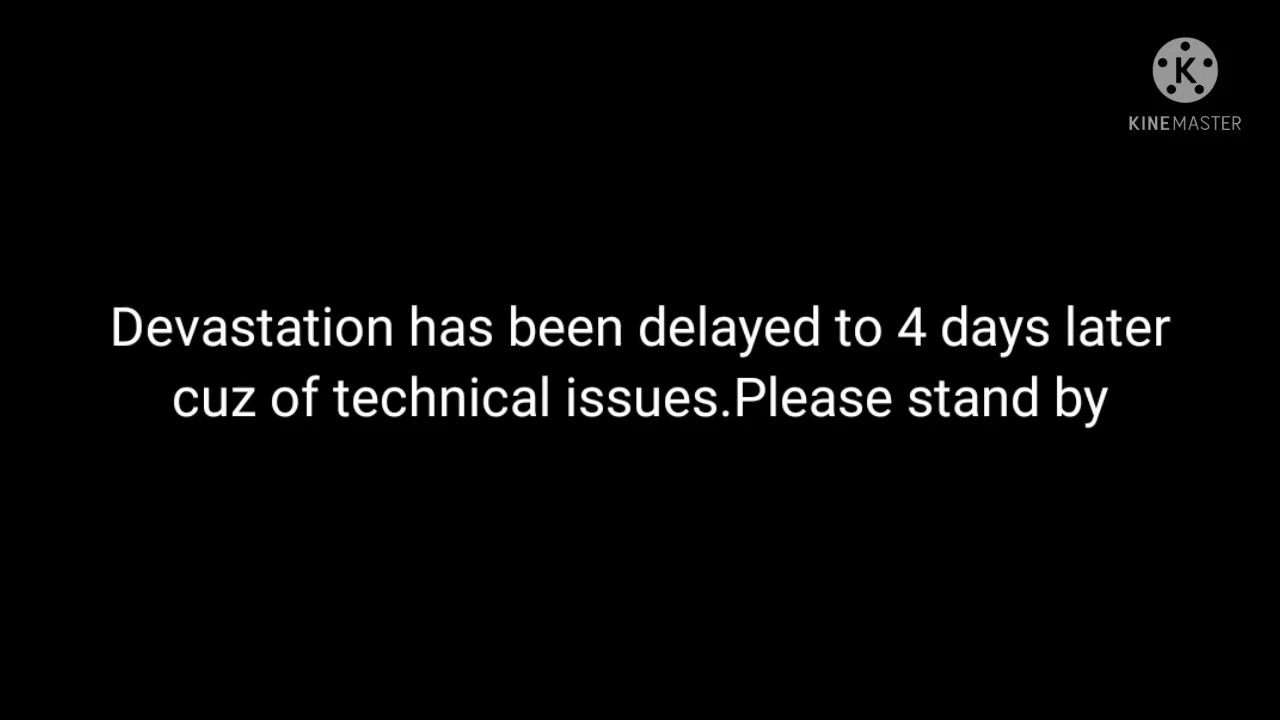 K
KINEMASTER
Devastation has been delayed to 4 days later
cuz of technical issues.Please stand by